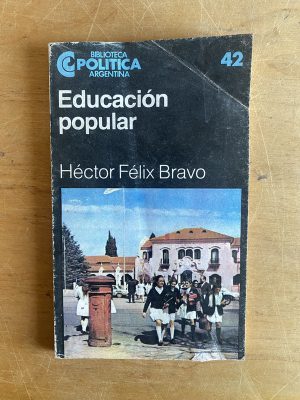 BIBLIOTECA
POLITICA
ARGENTINA
42
Educación
popular
Héctor Félix Bravo